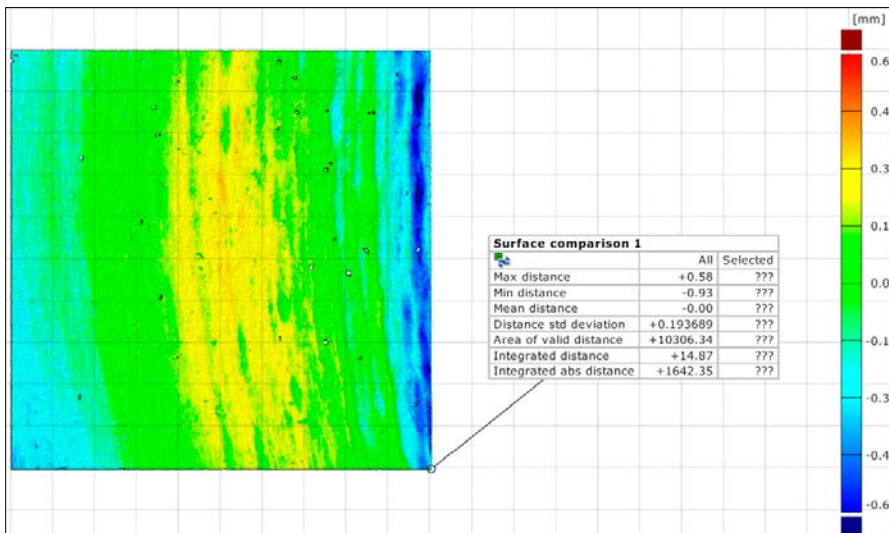 [mm]
0.6
0.4
0.3
0.1
0.0
-0.1
-0.3
-0.4
-0.6
Surface comparison 1
All Selected
Max distance +0.58 ???
Min distance -0.93 ???
Mean distance -0.00 ???
Distance std deviation +0.193689 ???
Area of valid distance +10306.34 ???
Integrated distance +14.87 ???
Integrated abs distance +1642.35 ???